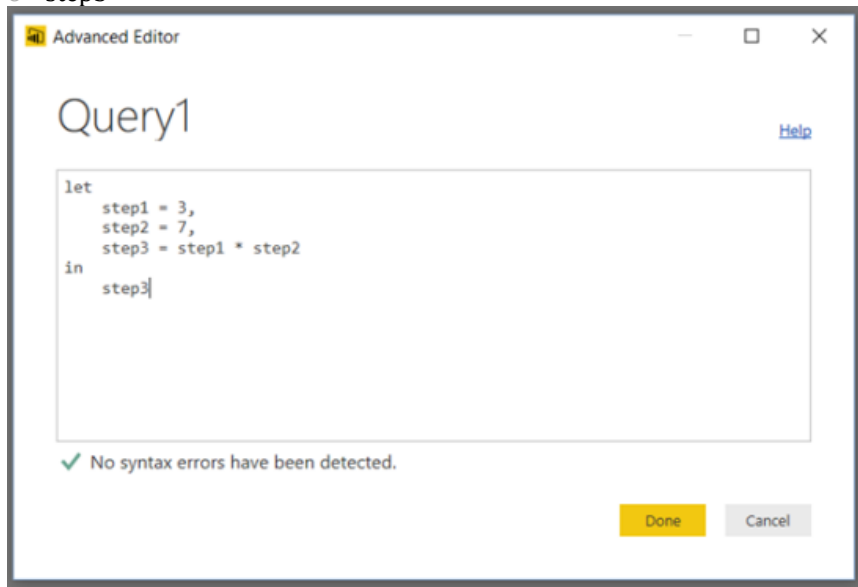 Advanced Editor
Query1
Help
let
    step1 = 3,
    step2 = 7,
    step3 = step1 * step2
in
    step3
No syntax errors have been detected.
Done Cancel